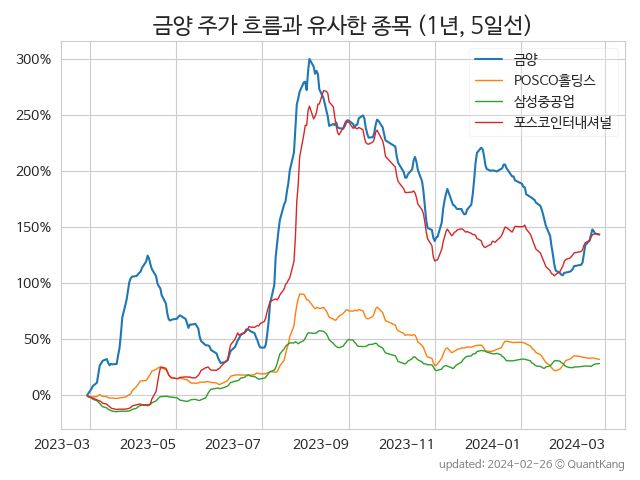 금양 주가 흐름과 유사한 종목 (1년, 5일선)
금양
POSCO홀딩스
삼성중공업
포스코인터내셔널
300%
250%
200%
150%
100%
50%
0%
2023-03 2023-05 2023-07 2023-09 2023-11 2024-01 2024-03
updated: 2024-02-26 © QuantKang